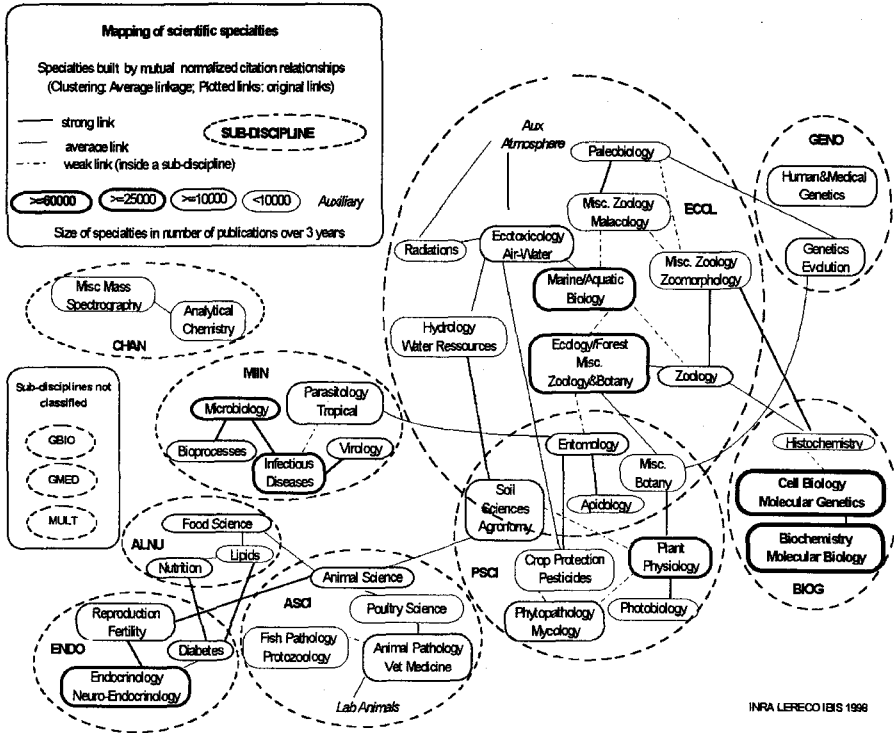 Mapping of scientific specialties
Specialties built by mutual normalized citation relationships
(Clustering: Average linkage; Plotted links: original links)
strong link
average link
weak link (inside a sub-discipline)
SUB-DISCIPLINE
>=60000
>=25000
>=10000
<10000
Auxiliary
Size of specialties in number of publications over 3 years
Aux
Atmosphere
Paleobiology
GENO
Human&Medical
Genetics
Misc. Zoology
Malacology
ECOL
Radiations
Ecotoxicology
Air-Water
Misc. Zoology
Zoomorphology
Genetics
Evolution
Misc Mass
Spectrography
Analytical
Chemistry
CHAN
Marine/Aquatic
Biology
Hydrology
Water Ressources
Ecology/Forest
Misc.
Zoology&Botany
Zoology
Sub-disciplines not
classified
GBIO
GMED
MULT
MIIN
Microbiology
Parasitology
Tropical
Bioprocesses
Infectious
Diseases
Virology
Entomology
Histochemistry
Misc.
Botany
Soil
Sciences
Agronomy
Apidology
Cell Biology
Molecular Genetics
Biochemistry
Molecular Biology
BIOG
Food Science
ALNU
Lipids
Nutrition
PSCI
Crop Protection
Pesticides
Plant
Physiology
Phytopathology
Mycology
Photobiology
Animal Science
ASCI
Poultry Science
Reproduction
Fertility
ENDO
Diabetes
Fish Pathology
Protozoology
Animal Pathology
Vet Medicine
Endocrinology
Neuro-Endocrinology
Lab Animals
INRA LERECO IBIS 1998